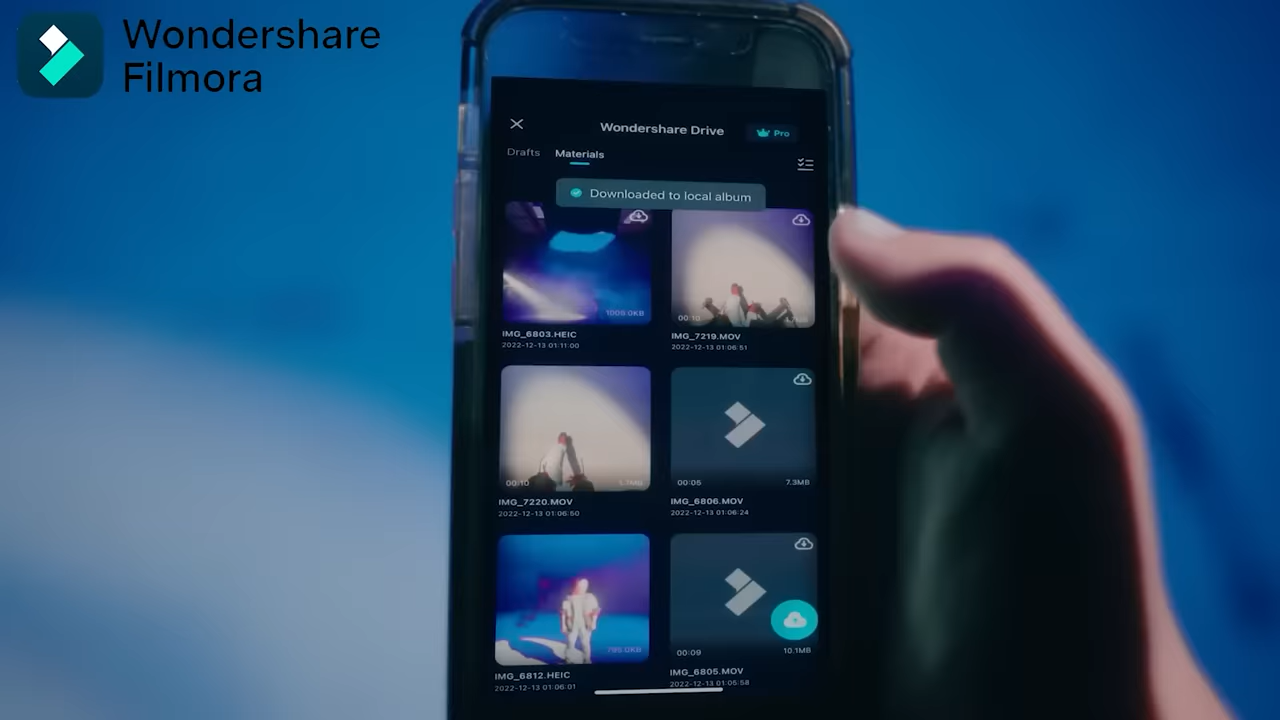 Wondershare
Filmora
Wondershare Drive
Pro
Drafts
Materials
Downloaded to local album
1009.0KB
00:10
IMG_6803.HEIC
IMG_7219.MOV
2022-12-13 01:11:00
2022-12-13 01:06:51
00:10
00:05
7.3MB
IMG_7220.MOV
IMG_6806.MOV
2022-12-13 01:06:50
2022-12-13 01:06:24
00:09
10.1MB
IMG_6812.HEIC
IMG_6805.MOV
2022-12-13 01:06:01
2022-12-13 01:05:58